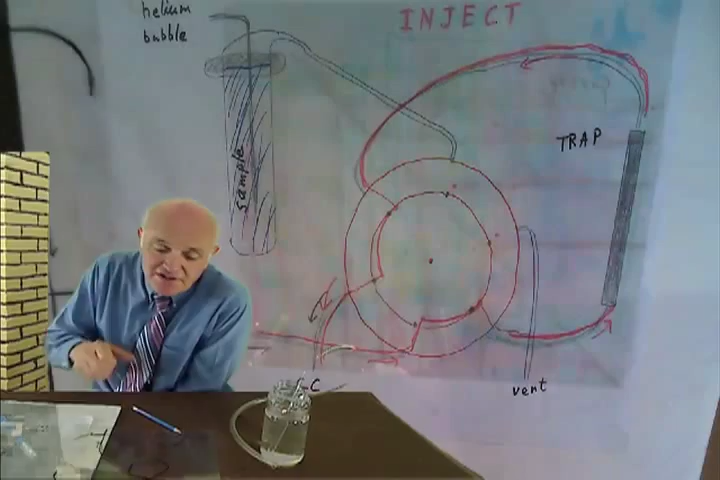 helium
bubble
INJECT
TRAP
sample
vent